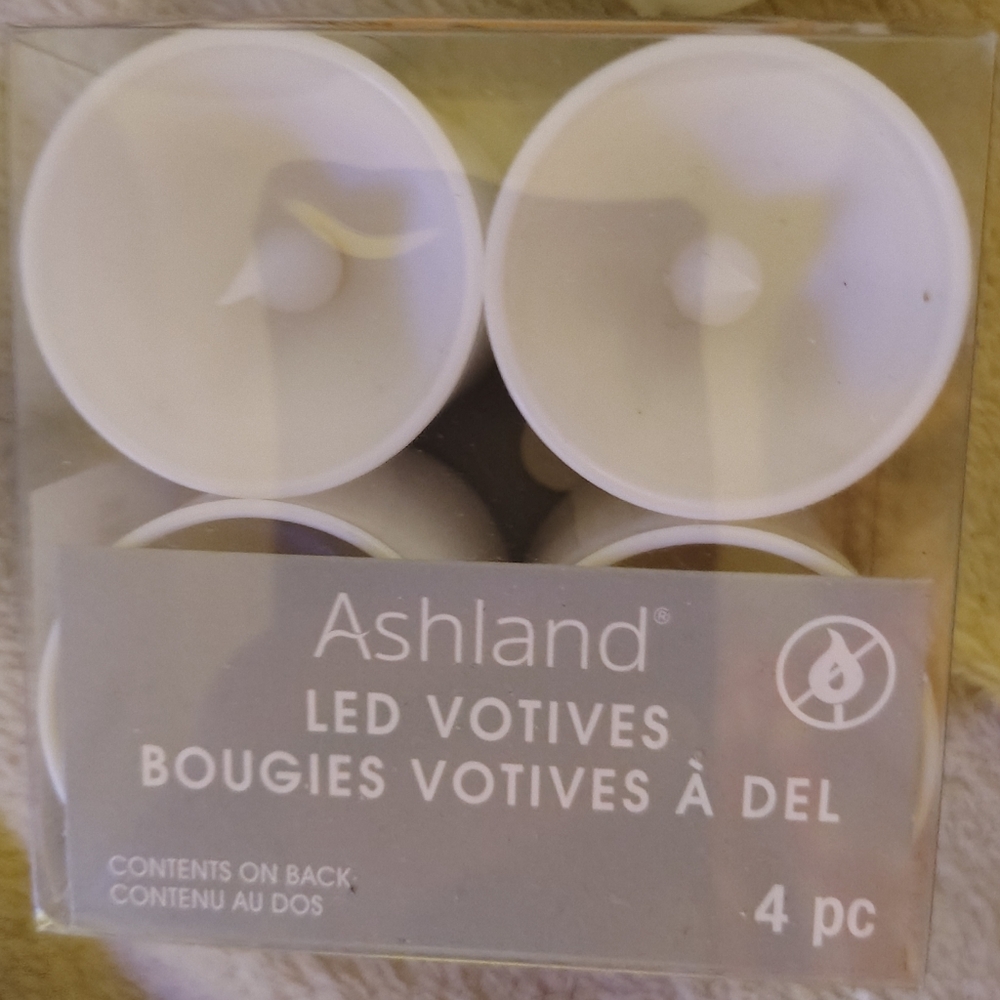 Ashland®
LED VOTIVES
BOUGIES VOTIVES À DEL
CONTENTS ON BACK
CONTENU AU DOS
4 pc